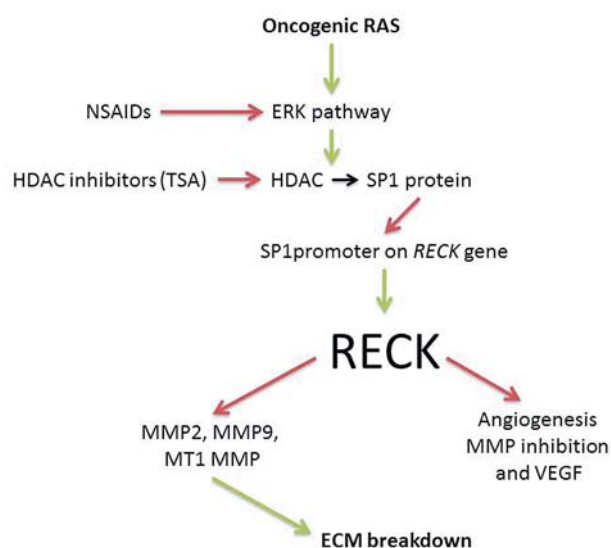 Oncogenic RAS
NSAIDs ERK pathway
HDAC inhibitors (TSA) HDAC SP1 protein
SP1promoter on RECK gene
RECK
MMP2, MMP9,
MT1 MMP
Angiogenesis
MMP inhibition
and VEGF
ECM breakdown